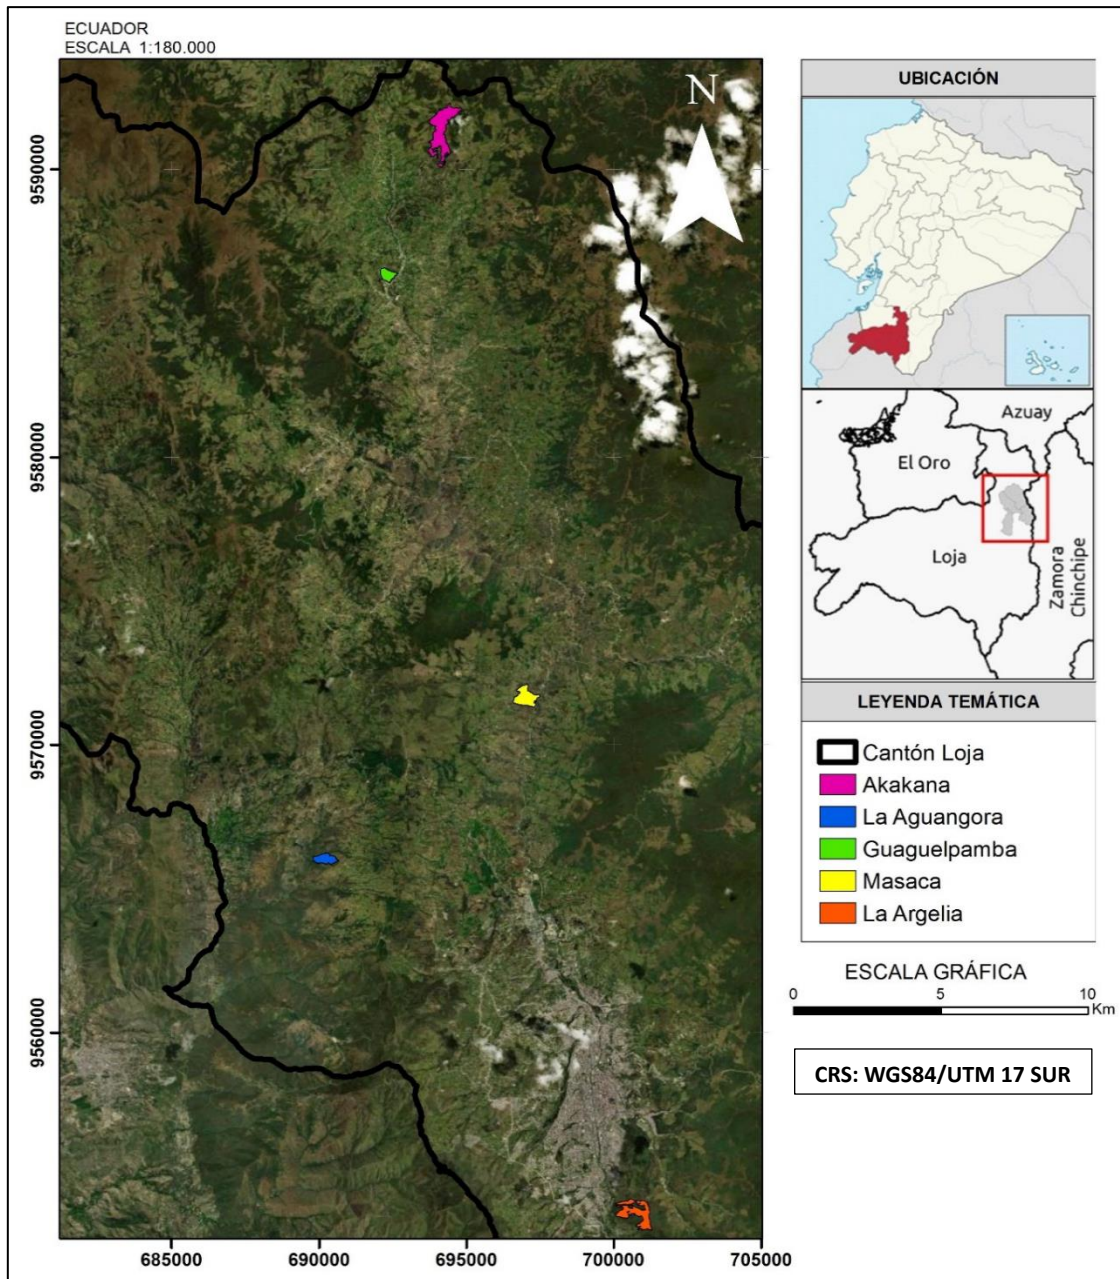 ECUADOR
ESCALA 1:180.000
N
9590000
9580000
9570000
9560000
685000
690000
695000
700000
705000
UBICACIÓN
Azuay
El Oro
Loja
Zamora
Chinchipe
LEYENDA TEMÁTICA
Cantón Loja
Akakana
La Aguangora
Guaguelpamba
Masaca
La Argelia
ESCALA GRÁFICA
0 5 10
Km
CRS: WGS84/UTM 17 SUR